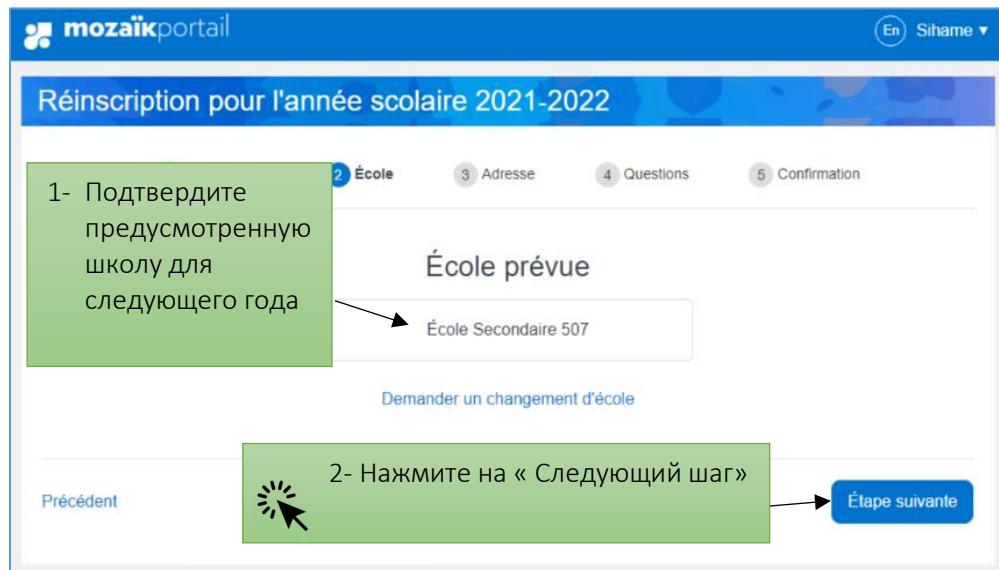 mozaïkportail
En Sihame
Réinscription pour l'année scolaire 2021-2022
2 École 3 Adresse 4 Questions 5 Confirmation
1- Подтвердите
предусмотренную
школу для
следующего года
École prévue
École Secondaire 507
Demander un changement d'école
2- Нажмите на « Следующий шаг»
Précédent
Étape suivante